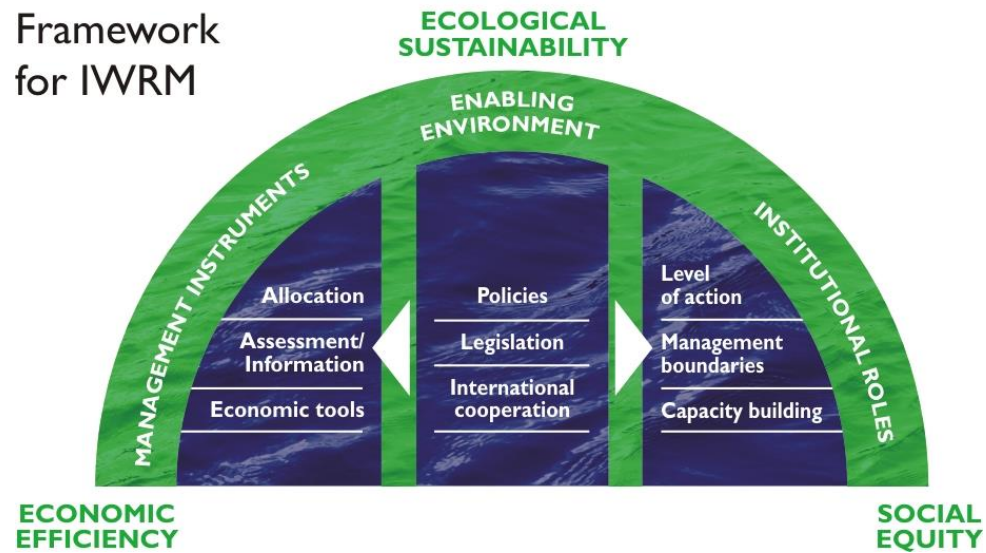 Framework
for IWRM
ECOLOGICAL
SUSTAINABILITY
ENABLING
ENVIRONMENT
MANAGEMENT INSTRUMENTS
Allocation
Assessment/
Information
Economic tools
Policies
Legislation
International
cooperation
INSTITUTIONAL ROLES
Level
of action
Management
boundaries
Capacity building
ECONOMIC
EFFICIENCY
SOCIAL
EQUITY